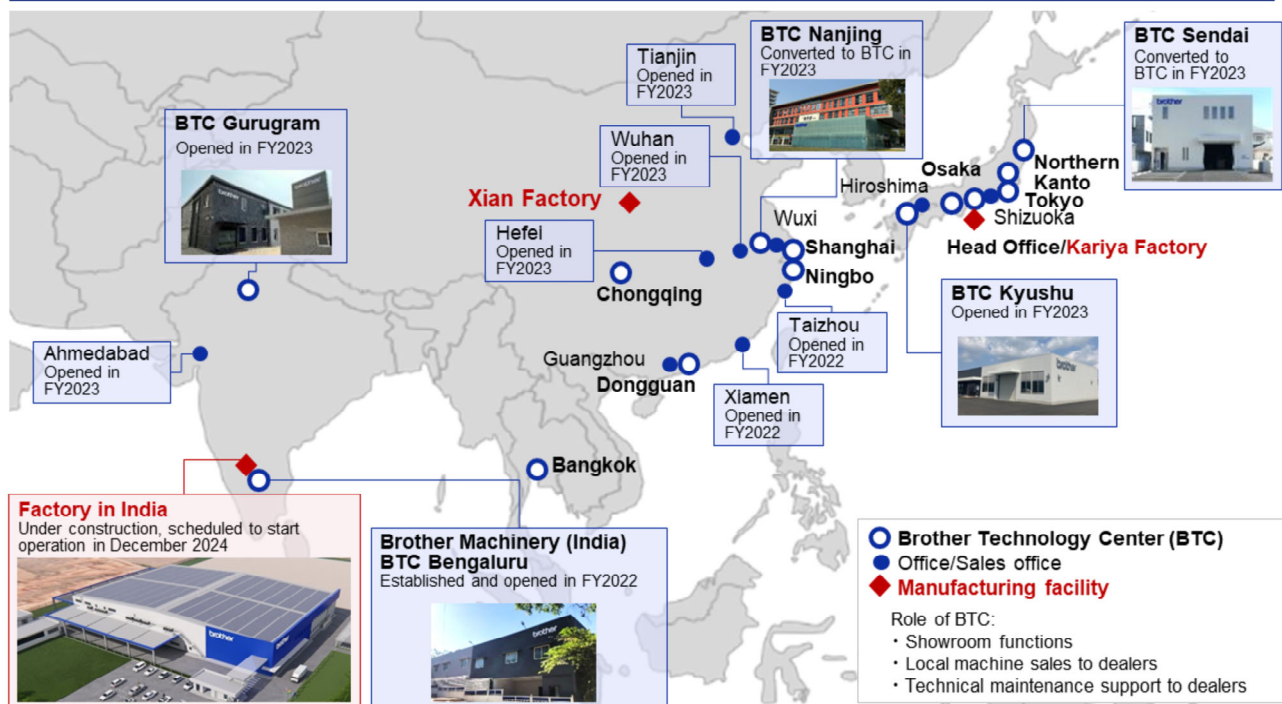 BTC Gurugram
Opened in FY2023
Tianjin
Opened in
FY2023
Wuhan
Opened in
FY2023
BTC Nanjing
Converted to BTC in
FY2023
BTC Sendai
Converted to
BTC in FY2023
brother
Osaka
Northern
Kanto
Tokyo
Hiroshima
Shizuoka
Head Office/Kariya Factory
Xian Factory
Wuxi
Shanghai
Ningbo
Hefei
Opened in
FY2023
Chongqing
BTC Kyushu
Opened in FY2023
brother
Taizhou
Opened in
FY2022
Ahmedabad
Opened in
FY2023
Guangzhou
Dongguan
Xiamen
Opened in
FY2022
Bangkok
Factory in India
Under construction, scheduled to start
operation in December 2024
brother
Brother Machinery (India)
BTC Bengaluru
Established and opened in FY2022
brother
Brother Technology Center (BTC)
Office/Sales office
Manufacturing facility
Role of BTC:
・Showroom functions
・Local machine sales to dealers
・Technical maintenance support to dealers